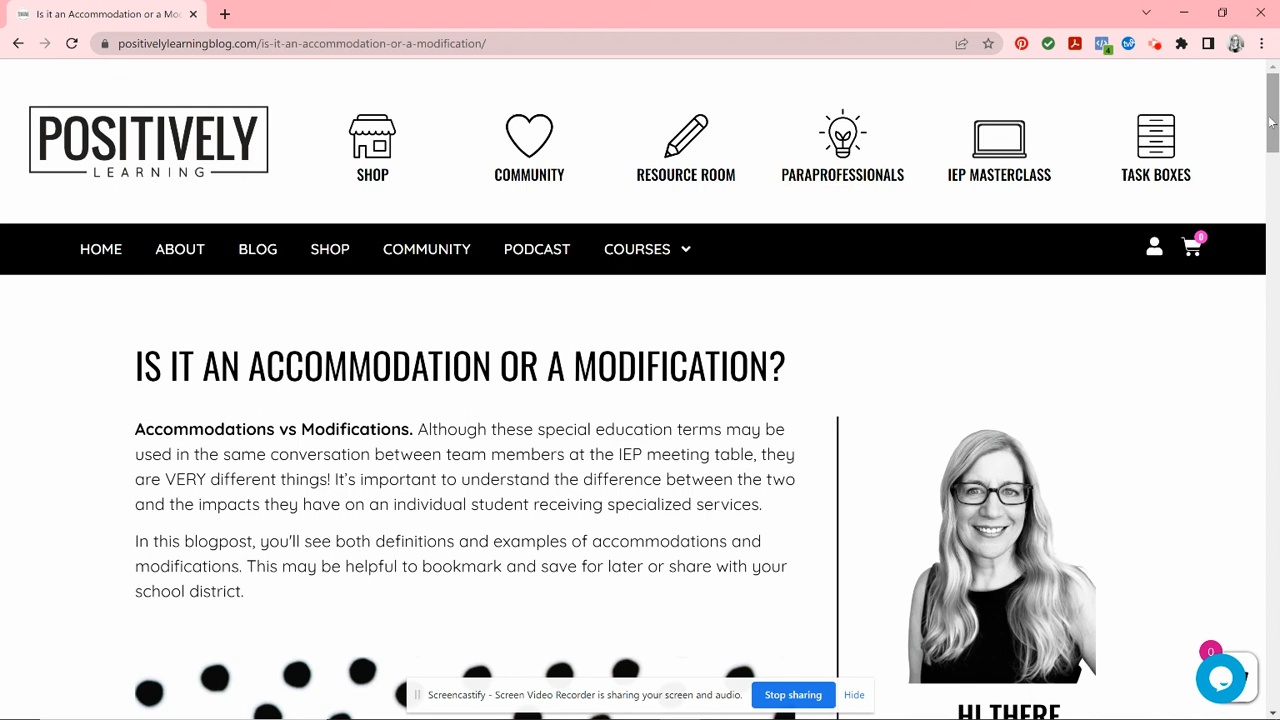 Is it an Accommodation or a Mo
positivelylearningblog.com/is-it-an-accommodation-or-a-modification/
4
POSITIVELY
LEARNING
SHOP
COMMUNITY
RESOURCE ROOM
PARAPROFESSIONALS
IEP MASTERCLASS
TASK BOXES
HOME
ABOUT
BLOG
SHOP
COMMUNITY
PODCAST
COURSES
0
IS IT AN ACCOMMODATION OR A MODIFICATION?
Accommodations vs Modifications. Although these special education terms may be
used in the same conversation between team members at the IEP meeting table, they
are VERY different things! It's important to understand the difference between the two
and the impacts they have on an individual student receiving specialized services.
In this blogpost, you'll see both definitions and examples of accommodations and
modifications. This may be helpful to bookmark and save for later or share with your
school district.
0
Screencastify - Screen Video Recorder is sharing your screen and audio.
Stop sharing
Hide
HI THERE